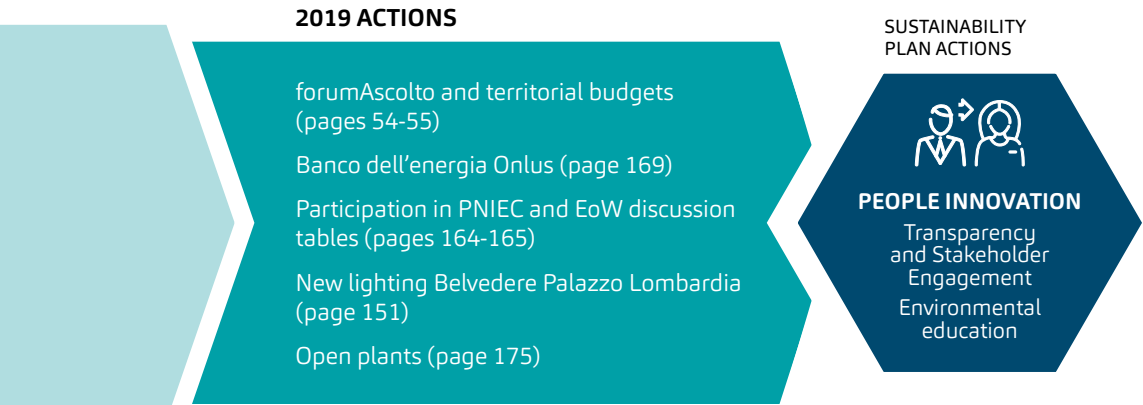 2019 ACTIONS
forumAscolto and territorial budgets
(pages 54-55)
Banco dell'energia Onlus (page 169)
Participation in PNIEC and EoW discussion
tables (pages 164-165)
New lighting Belvedere Palazzo Lombardia
(page 151)
Open plants (page 175)
SUSTAINABILITY
PLAN ACTIONS
PEOPLE INNOVATION
Transparency
and Stakeholder
Engagement
Environmental
education